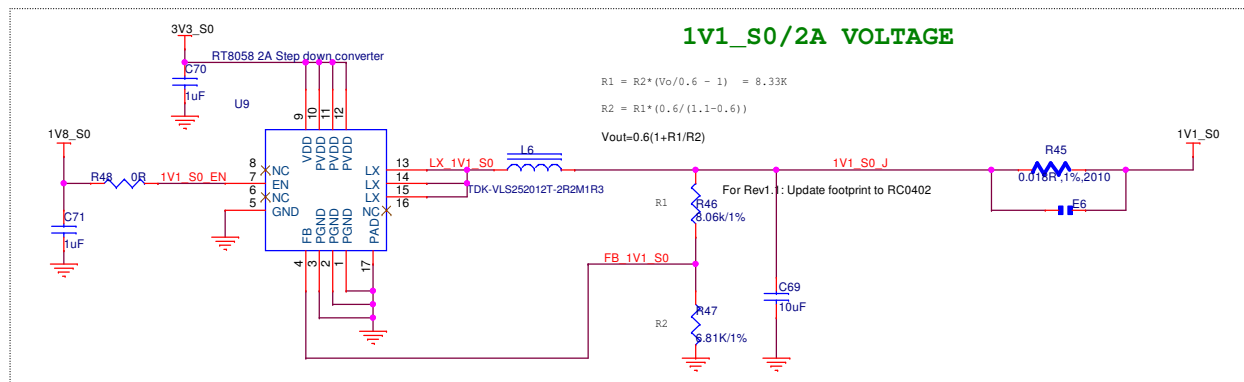 1V1_S0/2A VOLTAGE
3V3_S0
RT8058 2A Step down converter
C70
1uF
U9
R1 = R2*(Vo/0.6 - 1)  = 8.33K
R2 = R1*(0.6/(1.1-0.6))
Vout=0.6(1+R1/R2)
9
10
11
12
VDD
PVDD
PVDD
PVDD
1V8_S0
R48
0R
1V1_S0_EN
C71
1uF
8
7
6
5
NC
EN
NC
GND
LX
LX
LX
NC
13
14
15
16
FB
PGND
PGND
PGND
PAD
4
3
2
1
17
LX_1V1_S0
L6
TDK-VLS252012T-2R2M1R3
1V1_S0_J
For Rev1.1: Update footprint to RC0402
R1
R46
8.06k/1%
FB_1V1_S0
R2
R47
6.81K/1%
C69
10uF
1V1_S0
R45
0.018R ,1%,2010
E6